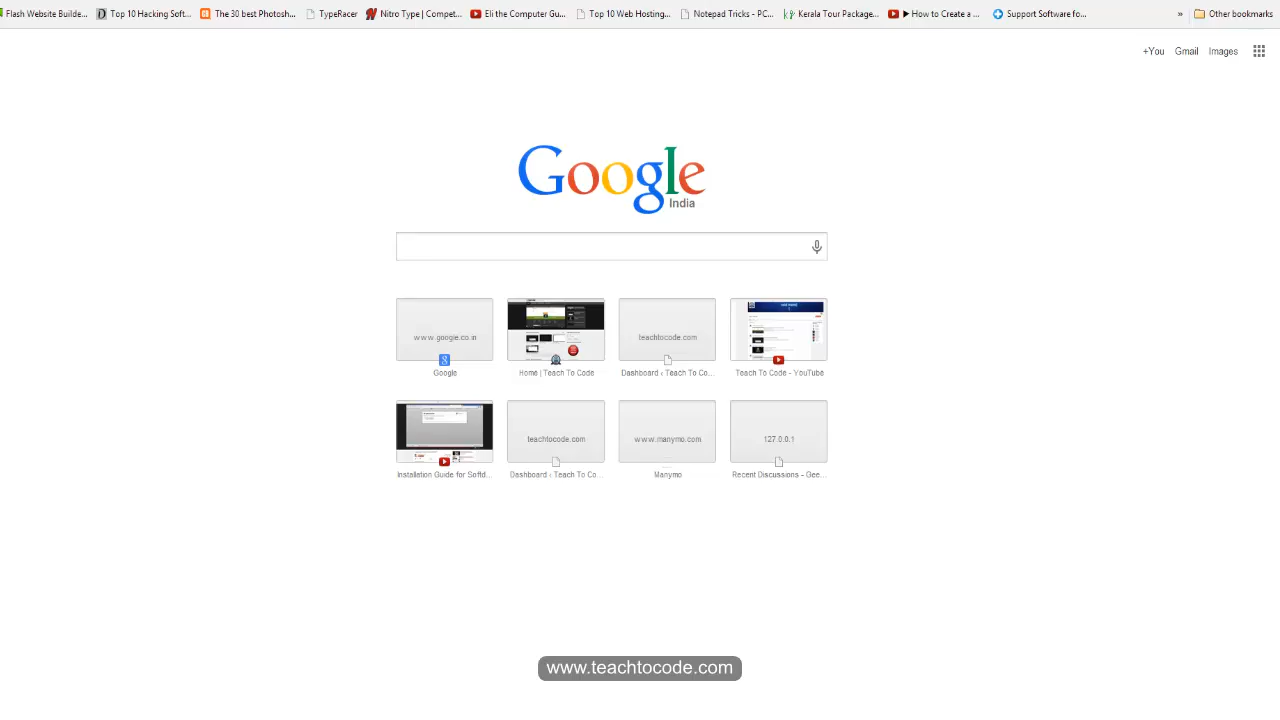 Flash Website Builde... Top 10 Hacking Soft... The 30 best Photosh... TypeRacer Nitro Type | Compet... Eli the Computer Gu... Top 10 Web Hosting... Notepad Tricks - PC... Kerala Tour Package... ▶ How to Create a ... Support Software fo... » Other bookmarks
+You Gmail Images
Google
India
www.google.co.in teachtocode.com
Google Home | Teach To Code Dashboard ‹ Teach To Co... Teach To Code - YouTube
teachtocode.com www.manymo.com 127.0.0.1
Installation Guide for Softd... Dashboard ‹ Teach To Co... Manymo Recent Discussions - Gee...
www.teachtocode.com